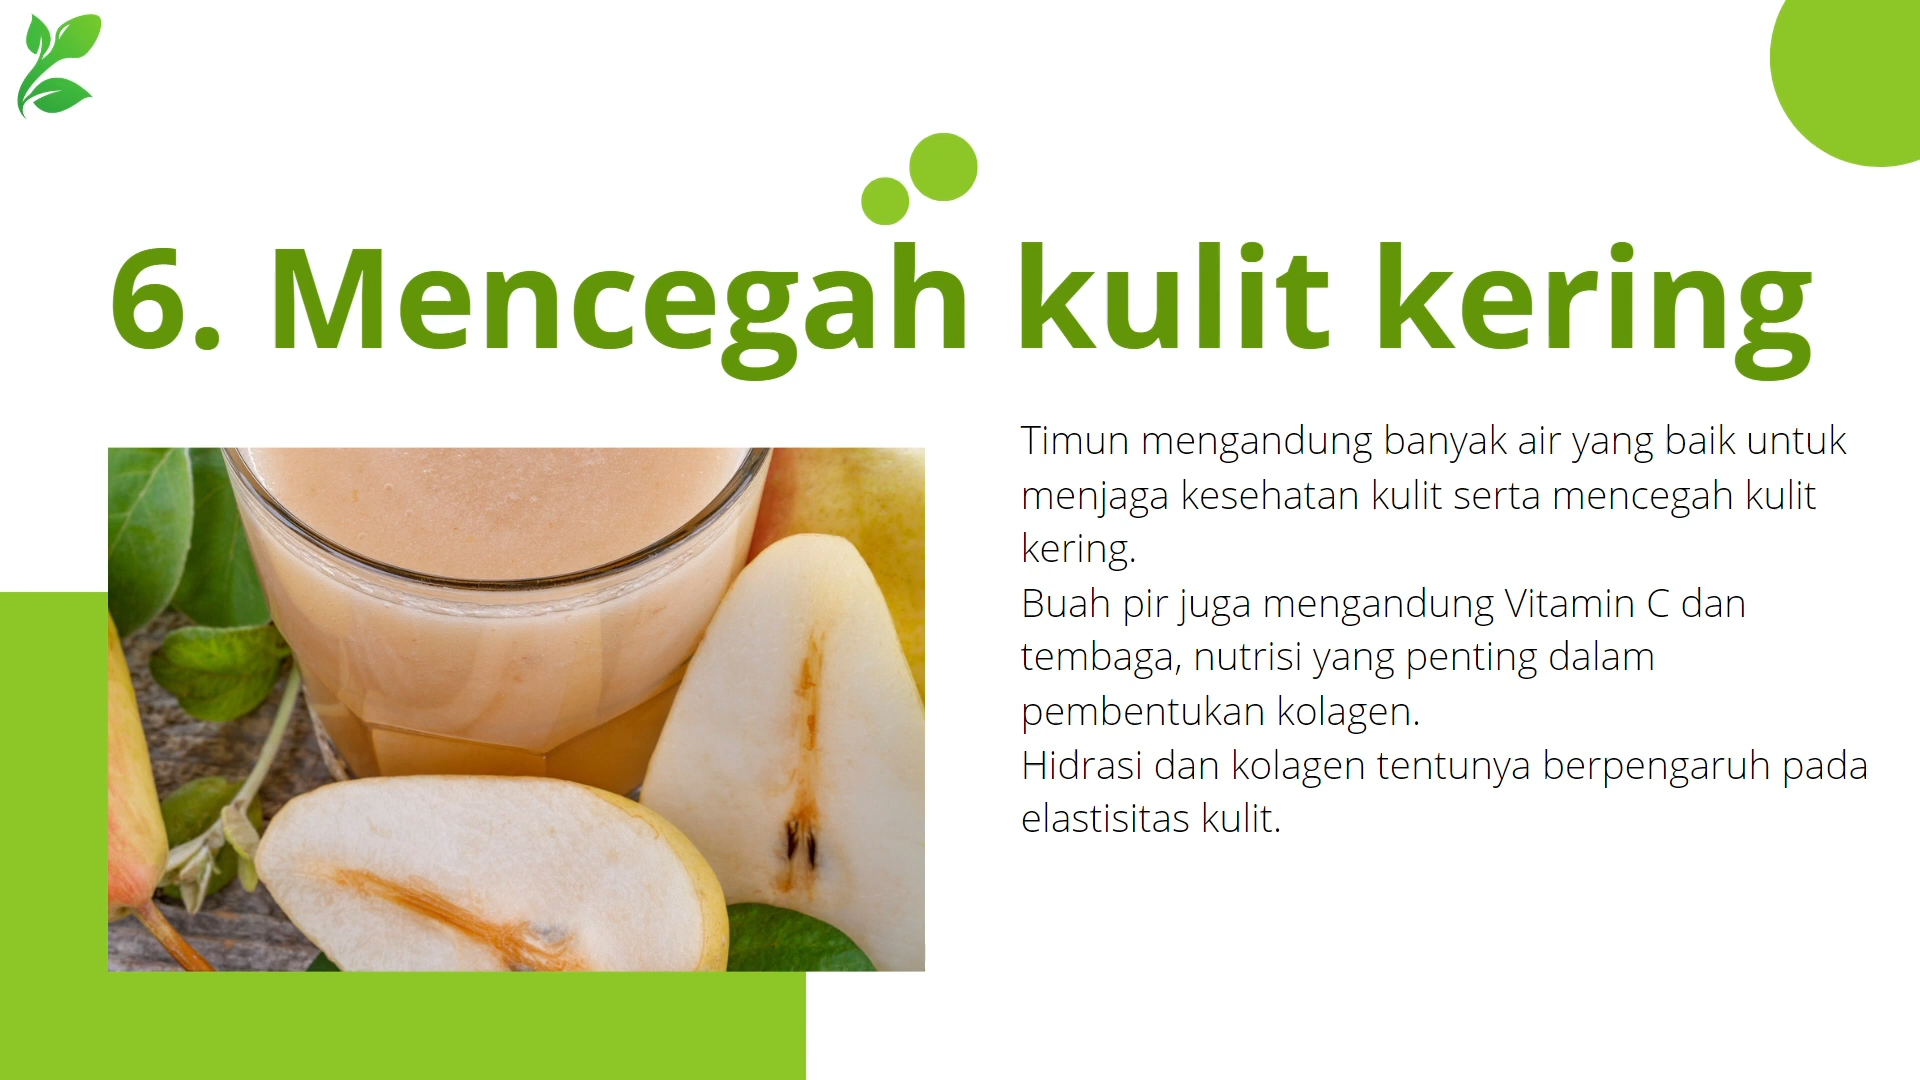 6. Mencegah kulit kering
Timun mengandung banyak air yang baik untuk
menjaga kesehatan kulit serta mencegah kulit
kering.
Buah pir juga mengandung Vitamin C dan
tembaga, nutrisi yang penting dalam
pembentukan kolagen.
Hidrasi dan kolagen tentunya berpengaruh pada
elastisitas kulit.